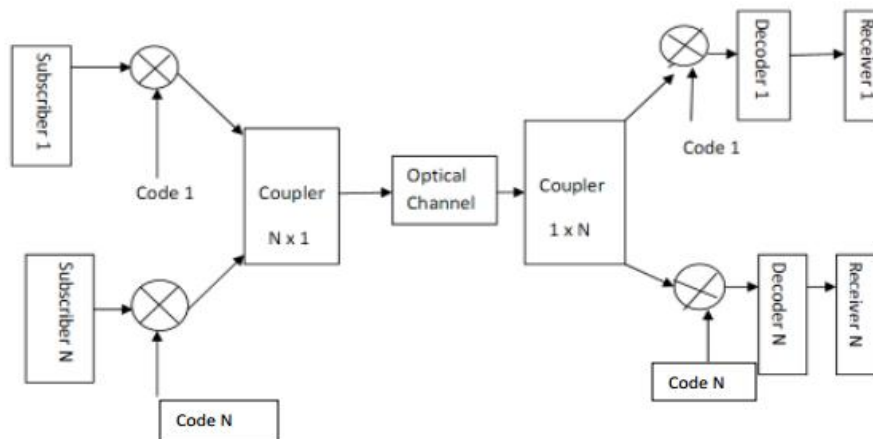 Subscriber 1
Code 1
Coupler
N x 1
Optical
Channel
Coupler
1 x N
Code 1
Decoder 1
Receiver 1
Subscriber N
Code N
Code N
Decoder N
Receiver N